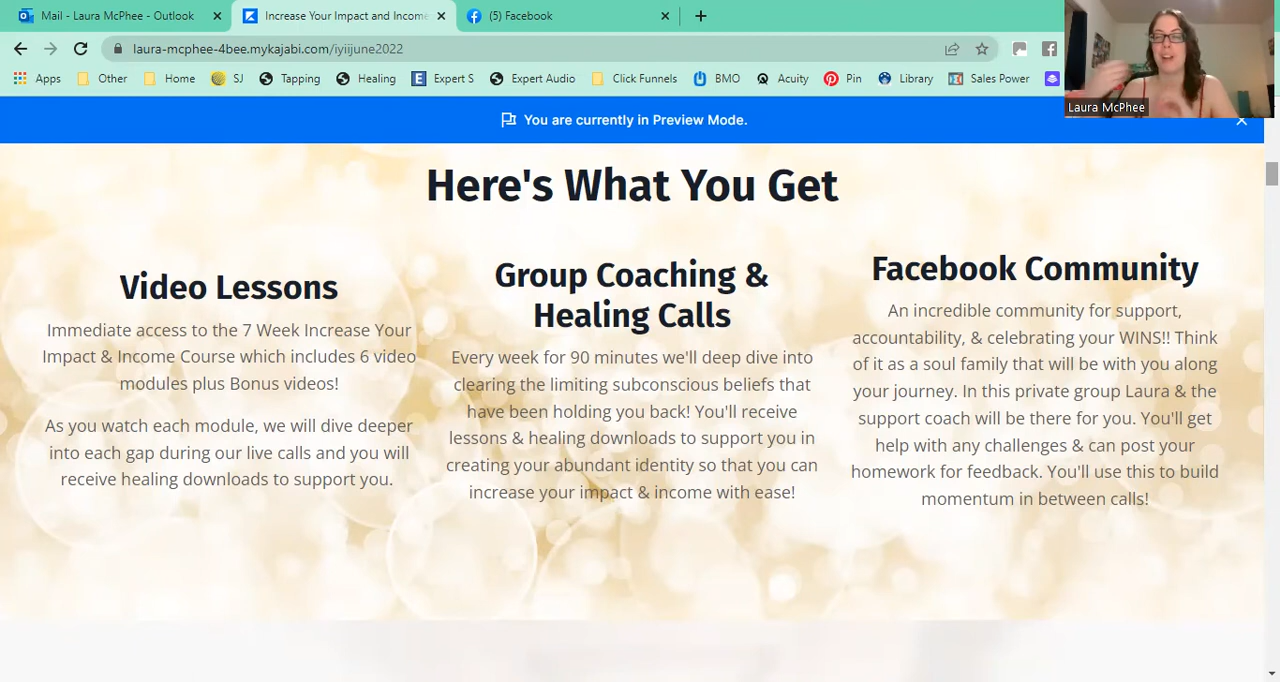 Mail - Laura McPhee - Outlook
Increase Your Impact and Income
(5) Facebook
laura-mcphee-4bee.mykajabi.com/iyiijune2022
Apps Other Home SJ Tapping Healing Expert S Expert Audio Click Funnels BMO Acuity Pin Library Sales Power
Laura McPhee
You are currently in Preview Mode.
Here's What You Get
Video Lessons
Immediate access to the 7 Week Increase Your
Impact & Income Course which includes 6 video
modules plus Bonus videos!
As you watch each module, we will dive deeper
into each gap during our live calls and you will
receive healing downloads to support you.
Group Coaching &
Healing Calls
Every week for 90 minutes we'll deep dive into
clearing the limiting subconscious beliefs that
have been holding you back! You'll receive
lessons & healing downloads to support you in
creating your abundant identity so that you can
increase your impact & income with ease!
Facebook Community
An incredible community for support,
accountability, & celebrating your WINS!! Think
of it as a soul family that will be with you along
your journey. In this private group Laura & the
support coach will be there for you. You'll get
help with any challenges & can post your
homework for feedback. You'll use this to build
momentum in between calls!